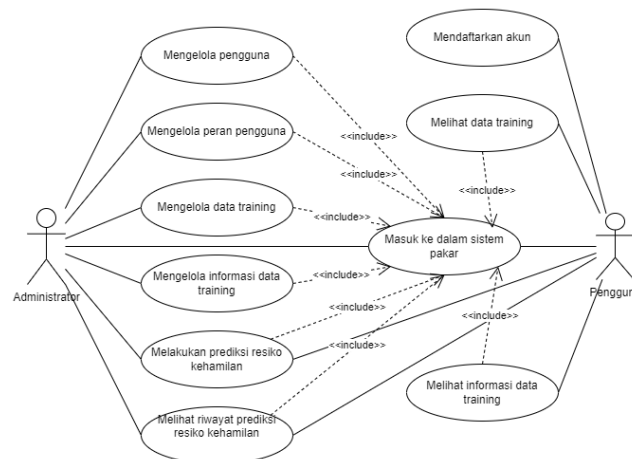 Mengelola pengguna
Mendaftarkan akun
Mengelola peran pengguna
<<include>>
Melihat data training
<<include>>
Mengelola data training
<<include>>
<<include>>
Masuk ke dalam sistem
pakar
Administrator
Mengelola informasi data
training
<<include>>
Penggun
<<include>>
<<include>>
Melakukan prediksi resiko
kehamilan
<<include>>
Melihat informasi data
training
Melihat riwayat prediksi
resiko kehamilan